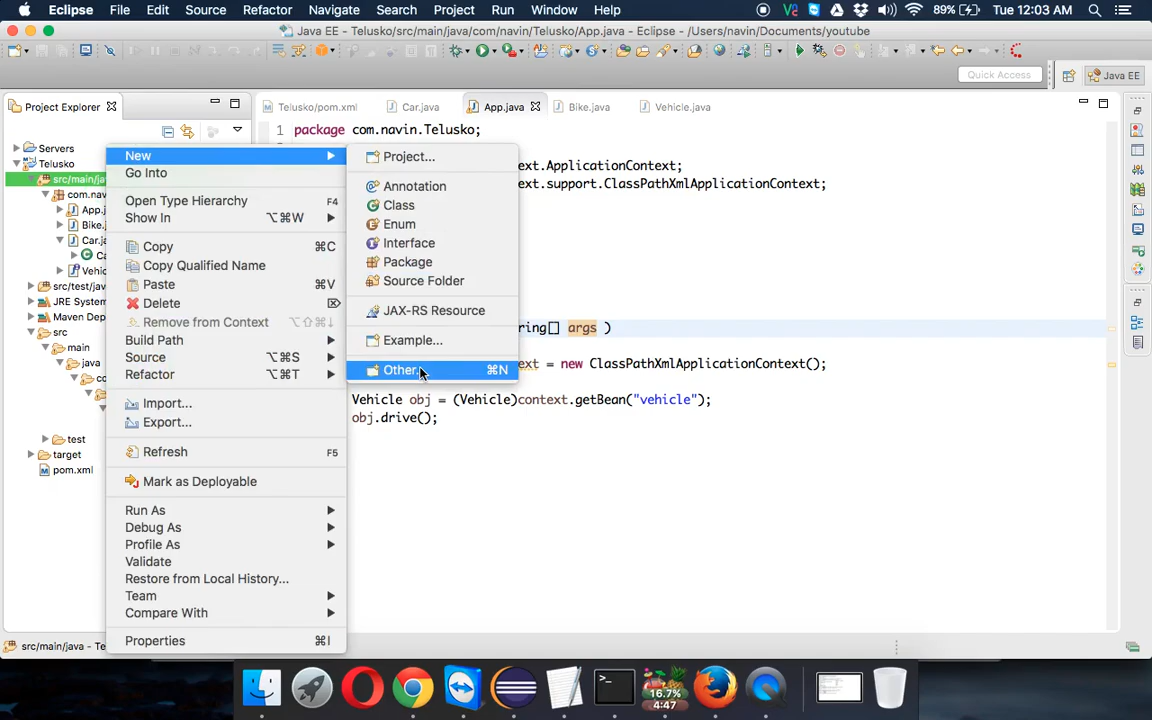 Eclipse File Edit Source Refactor Navigate Search Project Run Window Help 89% Tue 12:03 AM
Java EE - Telusko/src/main/java/com/navin/Telusko/App.java - Eclipse - /Users/navin/Documents/youtube
Quick Access Java EE
Project Explorer
Telusko/pom.xml Car.java App.java Bike.java Vehicle.java
Servers
Telusko
src/main/ja
com.na
App.j
Bike.
Car.j
Ca
Vehic
src/test/ja
JRE System
Maven Dep
src
main
java
co
test
target
pom.xml
New
Go Into
Open Type Hierarchy F4
Show In ⌥⌘W
Copy ⌘C
Copy Qualified Name
Paste ⌘V
Delete ⌦
Remove from Context ⌥⇧⌘↓
Build Path
Source ⌥⌘S
Refactor ⌥⌘T
Import...
Export...
Refresh F5
Mark as Deployable
Run As
Debug As
Profile As
Validate
Restore from Local History...
Team
Compare With
Properties ⌘I
Project...
Annotation
Class
Enum
Interface
Package
Source Folder
JAX-RS Resource
Example...
Other... ⌘N
1 package com.navin.Telusko;
ext.ApplicationContext;
ext.support.ClassPathXmlApplicationContext;
ring[] args )
ext = new ClassPathXmlApplicationContext();
Vehicle obj = (Vehicle)context.getBean("vehicle");
obj.drive();
src/main/java - Te
16.7%
4:47